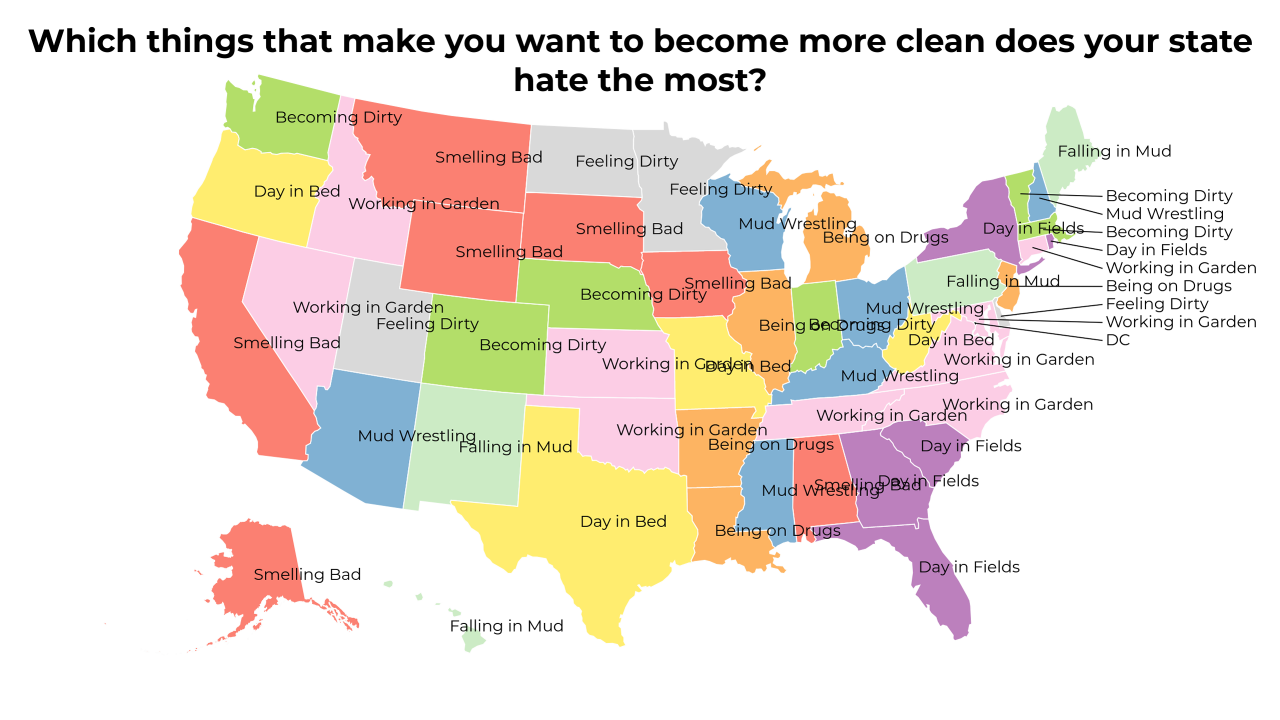 Which things that make you want to become more clean does your state
hate the most?
Becoming Dirty
Smelling Bad
Feeling Dirty
Falling in Mud
Day in Bed
Feeling Dirty
Becoming Dirty
Working in Garden
Mud Wrestling
Mud Wrestling
Smelling Bad
Day in Fields
Becoming Dirty
Being on Drugs
Day in Fields
Smelling Bad
Working in Garden
Falling in Mud
Smelling Bad
Being on Drugs
Becoming Dirty
Feeling Dirty
Working in Garden
Mud Wrestling
Working in Garden
Feeling Dirty
Being on Drugs
Becoming Dirty
Day in Bed
DC
Smelling Bad
Becoming Dirty
Working in Garden
Working in Garden
Day in Bed
Mud Wrestling
Working in Garden
Working in Garden
Mud Wrestling
Falling in Mud
Working in Garden
Being on Drugs
Day in Fields
Day in Fields
Smelling Bad
Mud Wrestling
Day in Bed
Being on Drugs
Day in Fields
Smelling Bad
Falling in Mud